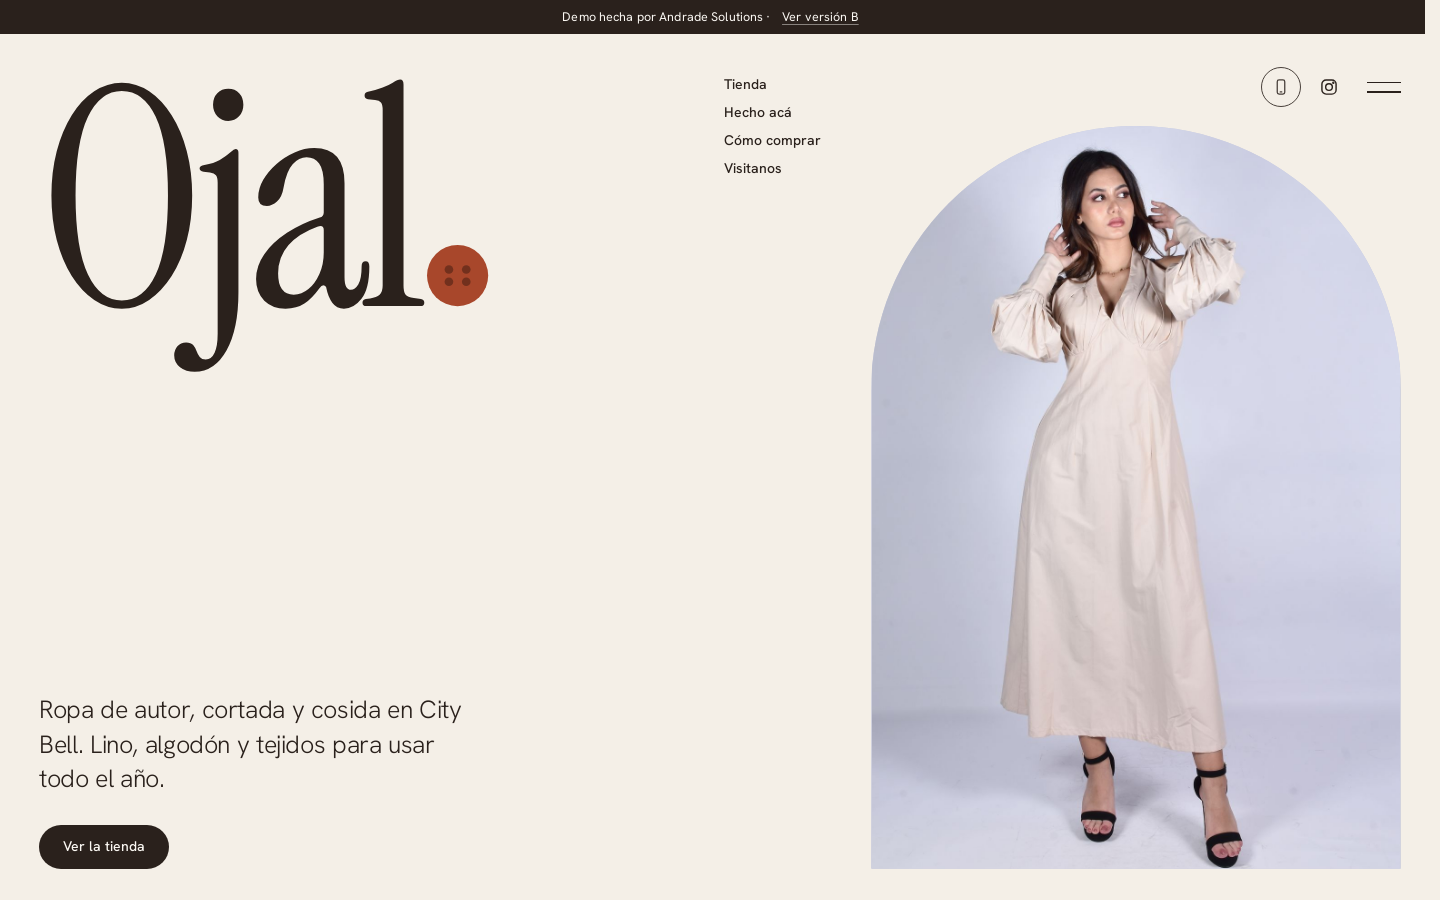 Demo hecha por Andrade Solutions · Ver versión B
Ojal.
Tienda
Hecho acá
Cómo comprar
Visitanos
Ropa de autor, cortada y cosida en City
Bell. Lino, algodón y tejidos para usar
todo el año.
Ver la tienda